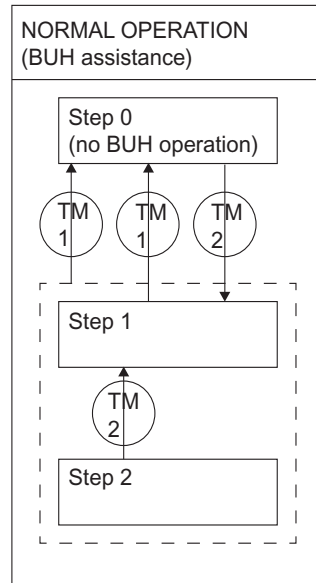 NORMAL OPERATION
(BUH assistance)
Step 0
(no BUH operation)
TM
1
TM
1
TM
2
Step 1
TM
2
Step 2